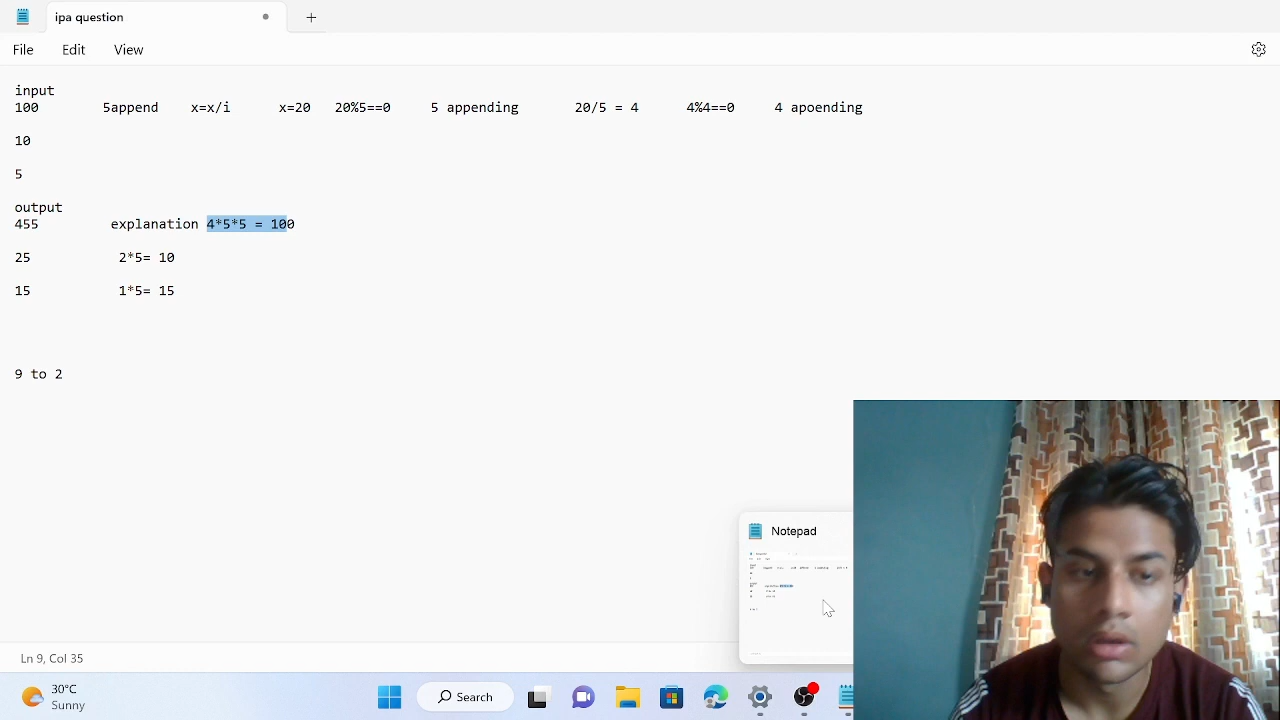 ipa question
File Edit View
input
100 5append x=x/i x=20 20%5==0 5 appending 20/5 = 4 4%4==0 4 apoending
10
5
output
455 explanation 4*5*5 = 100
25 2*5= 10
15 1*5= 15
9 to 2
Notepad
Ln 9, Col 35
30°C
Sunny
Search